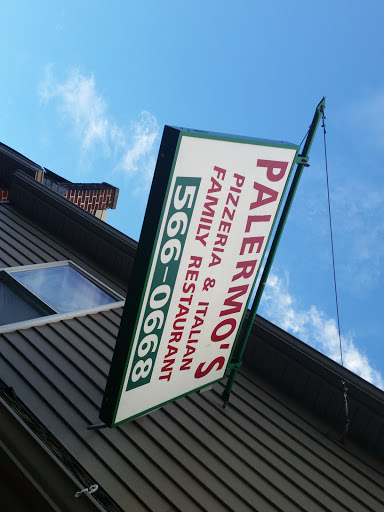 PALERMO'S
PIZZERIA & ITALIAN
FAMILY RESTAURANT
566-0668